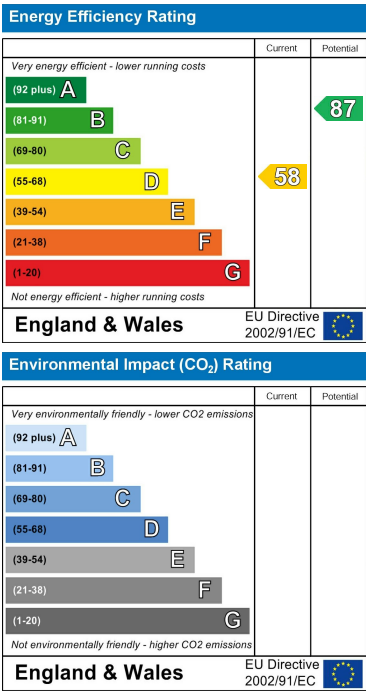 Energy Efficiency Rating
Current Potential
Very energy efficient - lower running costs
(92 plus) A
(81-91) B
87
(69-80) C
(55-68) D
58
(39-54) E
(21-38) F
(1-20) G
Not energy efficient - higher running costs
England & Wales
EU Directive
2002/91/EC
Environmental Impact (CO₂) Rating
Current Potential
Very environmentally friendly - lower CO2 emissions
(92 plus) A
(81-91) B
(69-80) C
(55-68) D
(39-54) E
(21-38) F
(1-20) G
Not environmentally friendly - higher CO2 emissions
England & Wales
EU Directive
2002/91/EC